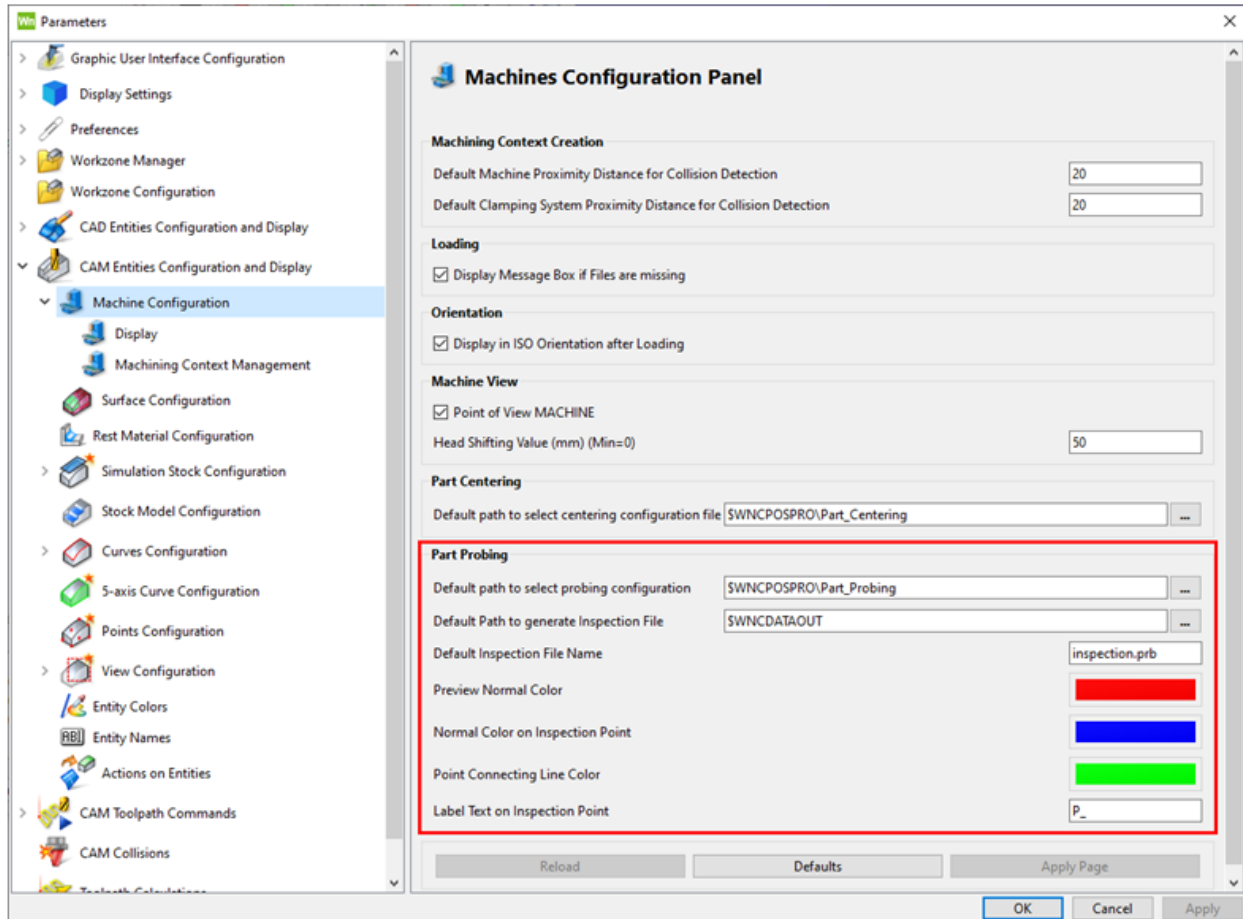 Wn Parameters
Graphic User Interface Configuration
Display Settings
Preferences
Workzone Manager
Workzone Configuration
CAD Entities Configuration and Display
CAM Entities Configuration and Display
Machine Configuration
Display
Machining Context Management
Surface Configuration
Rest Material Configuration
Simulation Stock Configuration
Stock Model Configuration
Curves Configuration
5-axis Curve Configuration
Points Configuration
View Configuration
Entity Colors
ABI Entity Names
Actions on Entities
CAM Toolpath Commands
CAM Collisions
Toolpath Calculations
Machines Configuration Panel
Machining Context Creation
Default Machine Proximity Distance for Collision Detection 20
Default Clamping System Proximity Distance for Collision Detection 20
Loading
Display Message Box if Files are missing
Orientation
Display in ISO Orientation after Loading
Machine View
Point of View MACHINE
Head Shifting Value (mm) (Min=0) 50
Part Centering
Default path to select centering configuration file $WNCPOSPRO\Part_Centering ...
Part Probing
Default path to select probing configuration $WNCPOSPRO\Part_Probing ...
Default Path to generate Inspection File $WNCDATAOUT ...
Default Inspection File Name inspection.prb
Preview Normal Color
Normal Color on Inspection Point
Point Connecting Line Color
Label Text on Inspection Point P_
Reload Defaults Apply Page
OK Cancel Apply